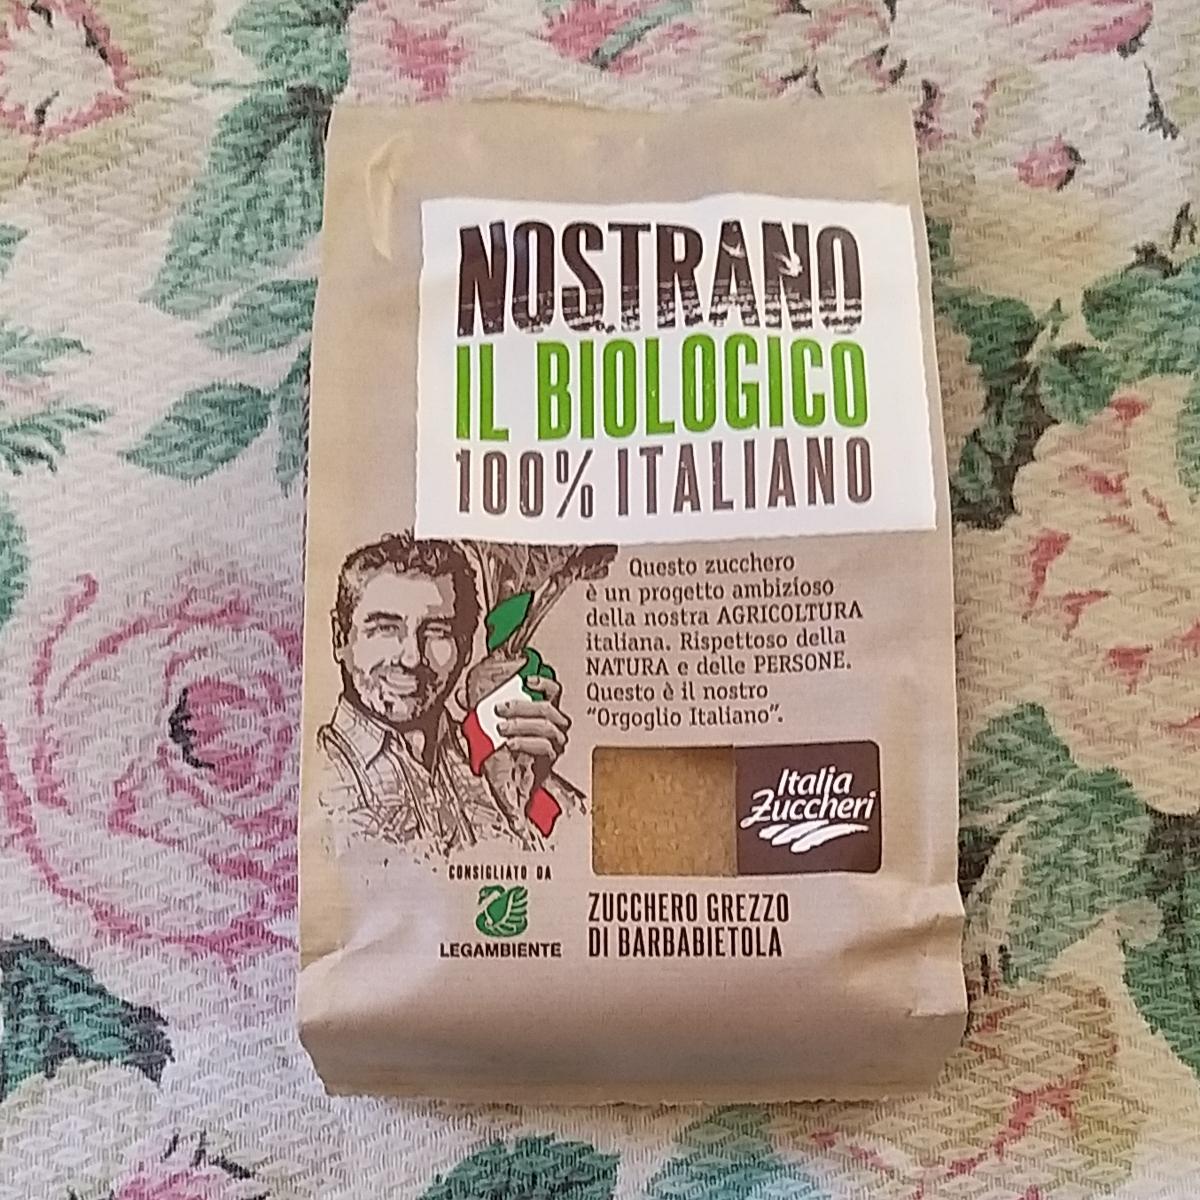 NOSTRANO
IL BIOLOGICO
100% ITALIANO
Questo zucchero
è un progetto ambizioso
della nostra AGRICOLTURA
italiana. Rispettoso della
NATURA e delle PERSONE.
Questo è il nostro
“Orgoglio Italiano”.
Italia
Zuccheri
CONSIGLIATO DA
LEGAMBIENTE
ZUCCHERO GREZZO
DI BARBABIETOLA